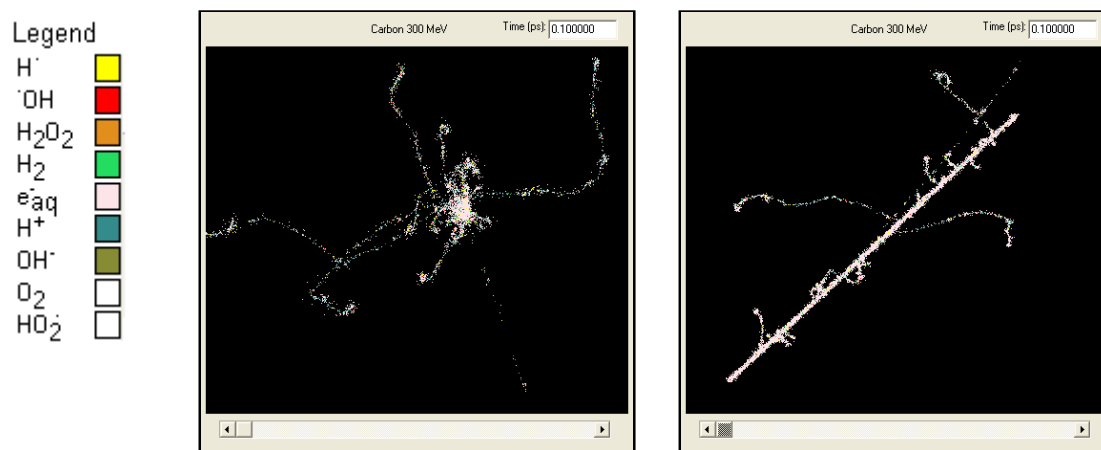 Legend
H˙
˙OH
H₂O₂
H₂
e⁻aq
H⁺
OH⁻
O₂
HO₂˙
Carbon 300 MeV Time (ps): 0.100000
Carbon 300 MeV Time (ps): 0.100000